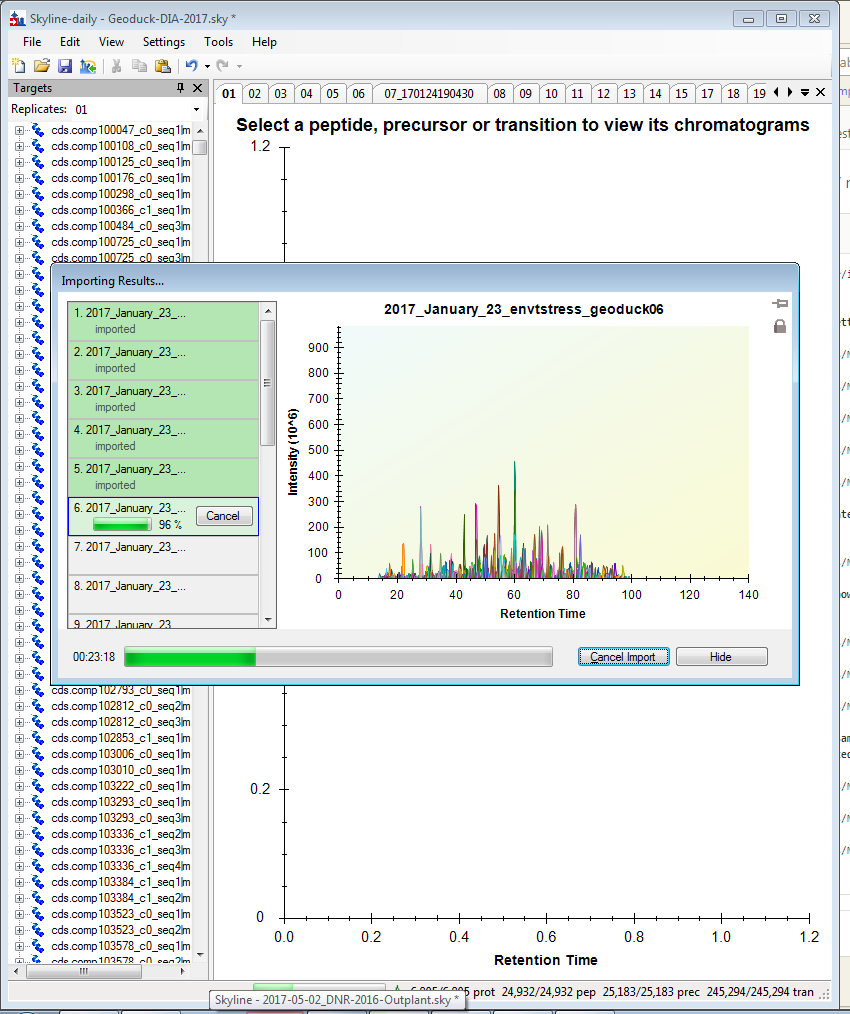 Skyline-daily - Geoduck-DIA-2017.sky *
File Edit View Settings Tools Help
Targets
Replicates: 01
01 02 03 04 05 06 07_170124190430 08 09 10 11 12 13 14 15 17 18 19
cds.comp100047_c0_seq1|m
cds.comp100108_c0_seq1|m
cds.comp100125_c0_seq1|m
cds.comp100176_c0_seq1|m
cds.comp100298_c0_seq1|m
cds.comp100366_c1_seq1|m
cds.comp100484_c0_seq3|m
cds.comp100725_c0_seq1|m
cds.comp100725_c0_seq3|m
Select a peptide, precursor or transition to view its chromatograms
1.2
Importing Results...
1. 2017_January_23_...
imported
2. 2017_January_23_...
imported
3. 2017_January_23_...
imported
4. 2017_January_23_...
imported
5. 2017_January_23_...
imported
6. 2017_January_23_...
96 %
Cancel
7. 2017_January_23_...
8. 2017_January_23_...
9. 2017_January_23
2017_January_23_envtstress_geoduck06
Intensity (10^6)
900
800
700
600
500
400
300
200
100
0
0 20 40 60 80 100 120 140
Retention Time
00:23:18
Cancel Import
Hide
cds.comp102793_c0_seq1|m
cds.comp102812_c0_seq2|m
cds.comp102812_c0_seq3|m
cds.comp102853_c1_seq1|m
cds.comp103006_c0_seq1|m
cds.comp103010_c0_seq1|m
cds.comp103222_c0_seq1|m
cds.comp103293_c0_seq1|m
cds.comp103293_c0_seq3|m
cds.comp103336_c1_seq2|m
cds.comp103336_c1_seq3|m
cds.comp103336_c1_seq4|m
cds.comp103384_c1_seq1|m
cds.comp103384_c1_seq2|m
cds.comp103523_c0_seq1|m
cds.comp103523_c0_seq2|m
cds.comp103578_c0_seq1|m
cds.comp103578_c0_seq2|m
0.2
0
0.0 0.2 0.4 0.6 0.8 1.0 1.2
Retention Time
prot 24,932/24,932 pep 25,183/25,183 prec 245,294/245,294 tran
Skyline - 2017-05-02_DNR-2016-Outplant.sky *